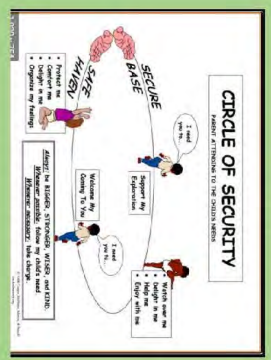 CIRCLE OF SECURITY
PARENT ATTENDING TO THE CHILD'S NEEDS
I need
you to...
SECURE
BASE
Support My
Exploration
• Watch over me
• Delight in me
• Help me
• Enjoy with me
SAFE
HAVEN
Welcome My
Coming To You
I need
you to...
• Protect me
• Comfort me
• Delight in me
• Organize my feelings
Always: be BIGGER, STRONGER, WISER, and KIND.
Whenever possible: follow my child's need.
Whenever necessary: take charge.